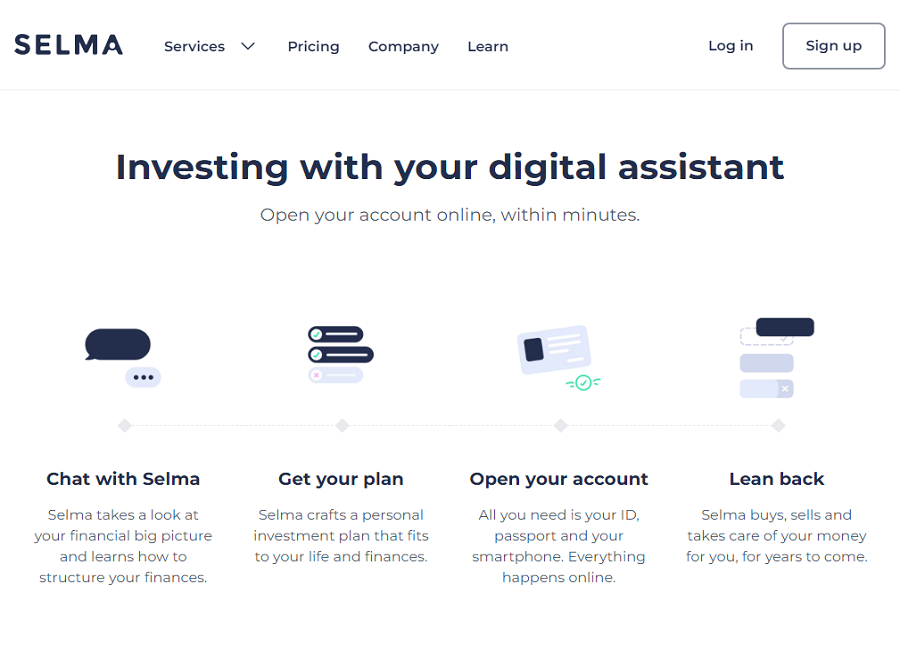 SELMA
Services
Pricing
Company
Learn
Log in
Sign up
Investing with your digital assistant
Open your account online, within minutes.
Chat with Selma
Selma takes a look at
your financial big picture
and learns how to
structure your finances.
Get your plan
Selma crafts a personal
investment plan that fits
to your life and finances.
Open your account
All you need is your ID,
passport and your
smartphone. Everything
happens online.
Lean back
Selma buys, sells and
takes care of your money
for you, for years to come.